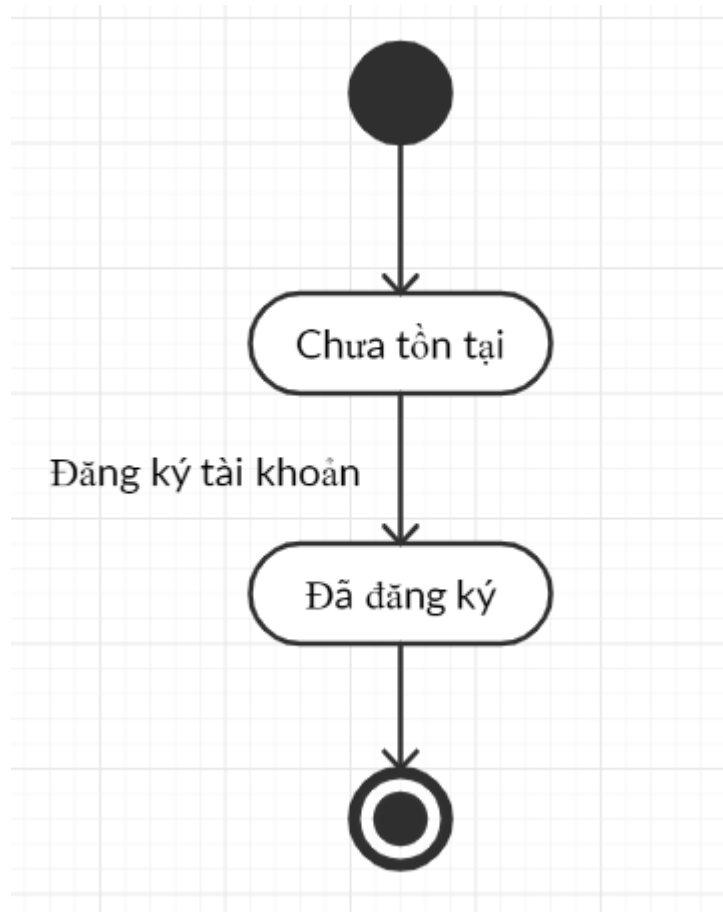 Chưa tồn tại
Đăng ký tài khoản
Đã đăng ký